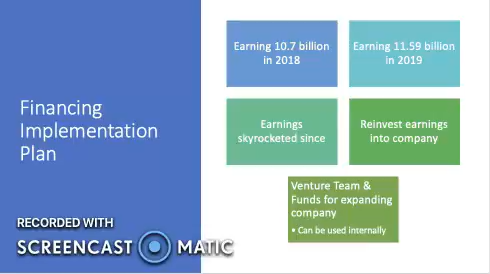 Financing
Implementation
Plan
Earning 10.7 billion
in 2018
Earning 11.59 billion
in 2019
Earnings
skyrocketed since
Reinvest earnings
into company
Venture Team &
Funds for expanding
company
• Can be used internally
RECORDED WITH
SCREENCAST MATIC